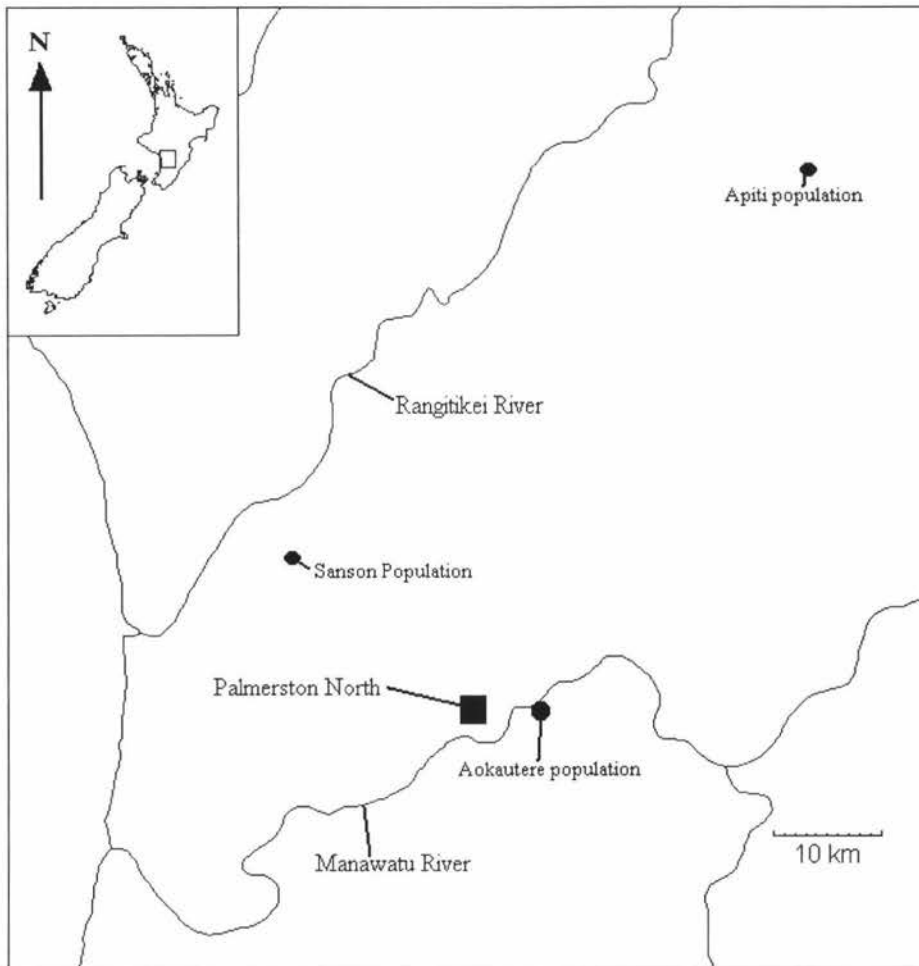 N
Apiti population
Rangitikei River
Sanson Population
Palmerston North
Aokautere population
10 km
Manawatu River